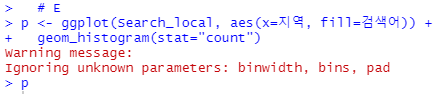 >   # E
> p <- ggplot(Search_local, aes(x=지역, fill=검색어)) +
+   geom_histogram(stat="count")
Warning message:
Ignoring unknown parameters: binwidth, bins, pad
> p